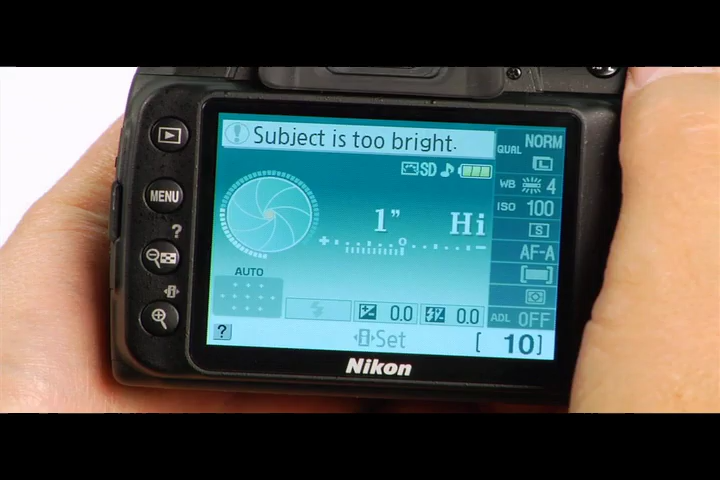 Subject is too bright.
QUAL NORM
L
SD
WB 4
ISO 100
1” Hi
S
+ 0 -
AF-A
AUTO
0.0 0.0
ADL OFF
? Set [ 10]
MENU
?
i
Nikon